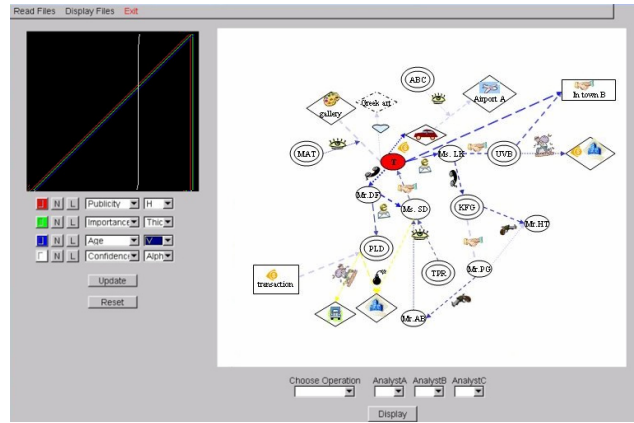 Read Files Display Files Exit
ABC
gallery
Greek art
Airport A
In town B
MAT
Ms. LK
UVB
Mr.DF
Ms. SD
KFG
Mr.HT
PLD
TPR
Mr.PG
transaction
Mr.AB
N L Publicity H
N L Importance Thic
N L Age V
N L Confidence Alph
Update
Reset
Choose Operation AnalystA AnalystB AnalystC
Display